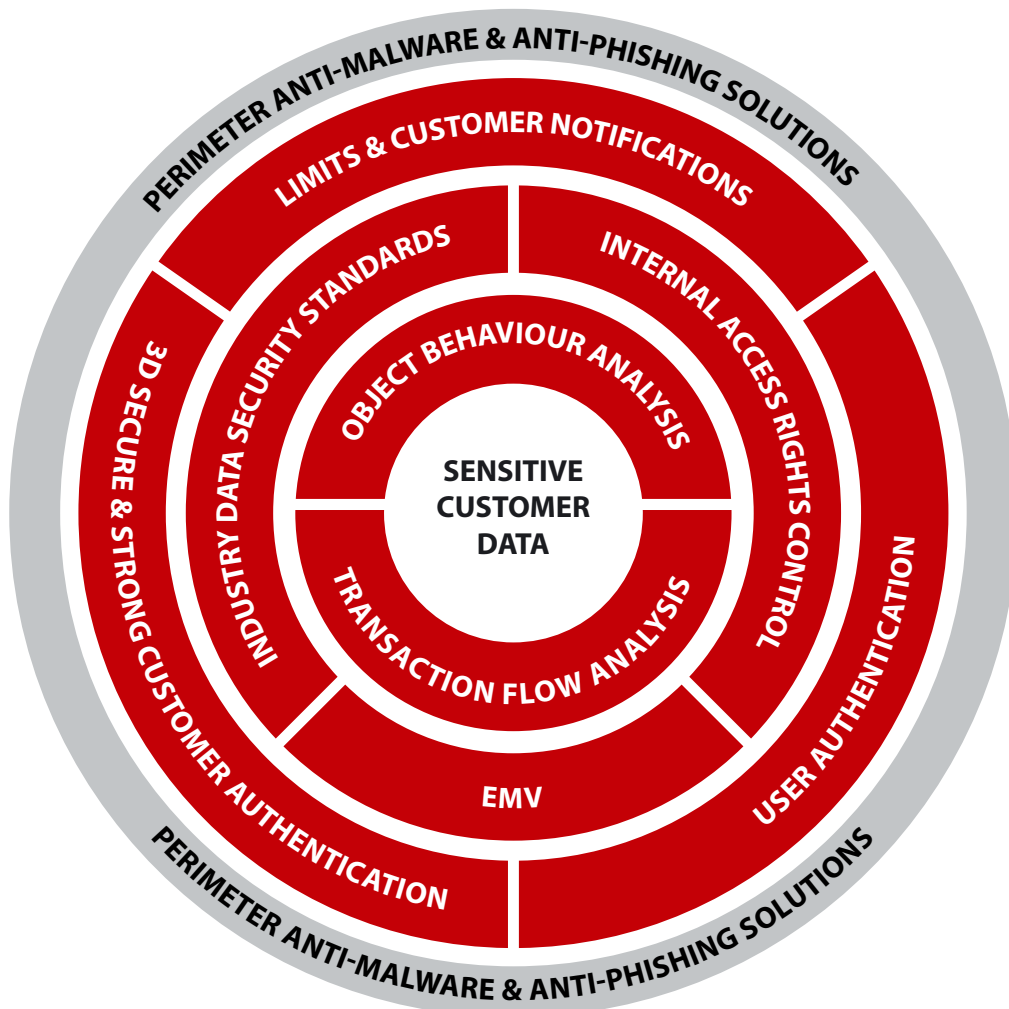 PERIMETER ANTI-MALWARE & ANTI-PHISHING SOLUTIONS
LIMITS & CUSTOMER NOTIFICATIONS
INDUSTRY DATA SECURITY STANDARDS
INTERNAL ACCESS RIGHTS CONTROL
OBJECT BEHAVIOUR ANALYSIS
SENSITIVE
CUSTOMER
DATA
TRANSACTION FLOW ANALYSIS
EMV
3D SECURE & STRONG CUSTOMER AUTHENTICATION
USER AUTHENTICATION
PERIMETER ANTI-MALWARE & ANTI-PHISHING SOLUTIONS